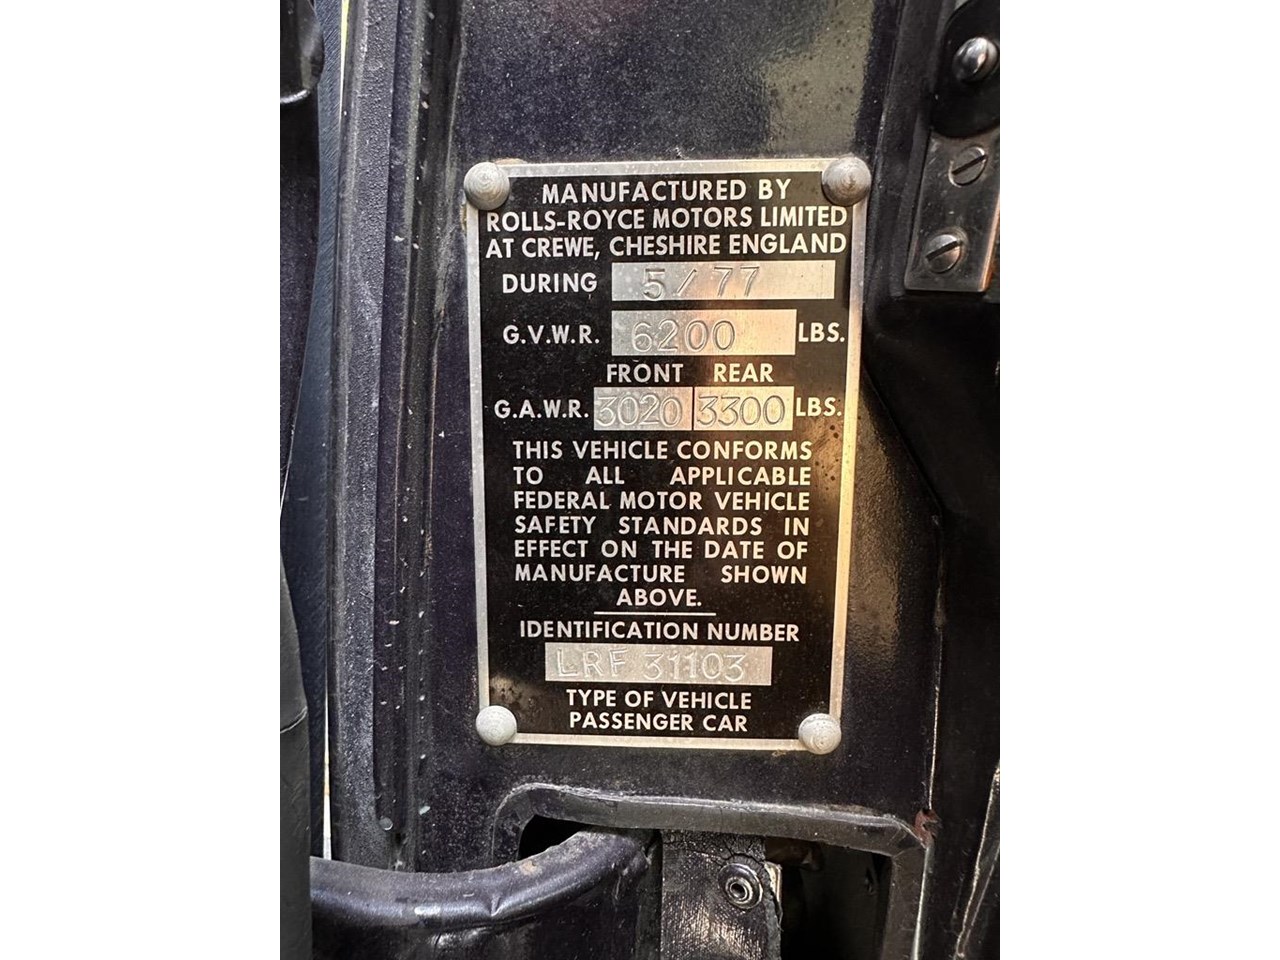 MANUFACTURED BY
ROLLS-ROYCE MOTORS LIMITED
AT CREWE, CHESHIRE ENGLAND
DURING 5/77
G.V.W.R. 6200 LBS.
FRONT REAR
G.A.W.R. 3020 3300 LBS.
THIS VEHICLE CONFORMS
TO ALL APPLICABLE
FEDERAL MOTOR VEHICLE
SAFETY STANDARDS IN
EFFECT ON THE DATE OF
MANUFACTURE SHOWN
ABOVE.
IDENTIFICATION NUMBER
LRF 31103
TYPE OF VEHICLE
PASSENGER CAR